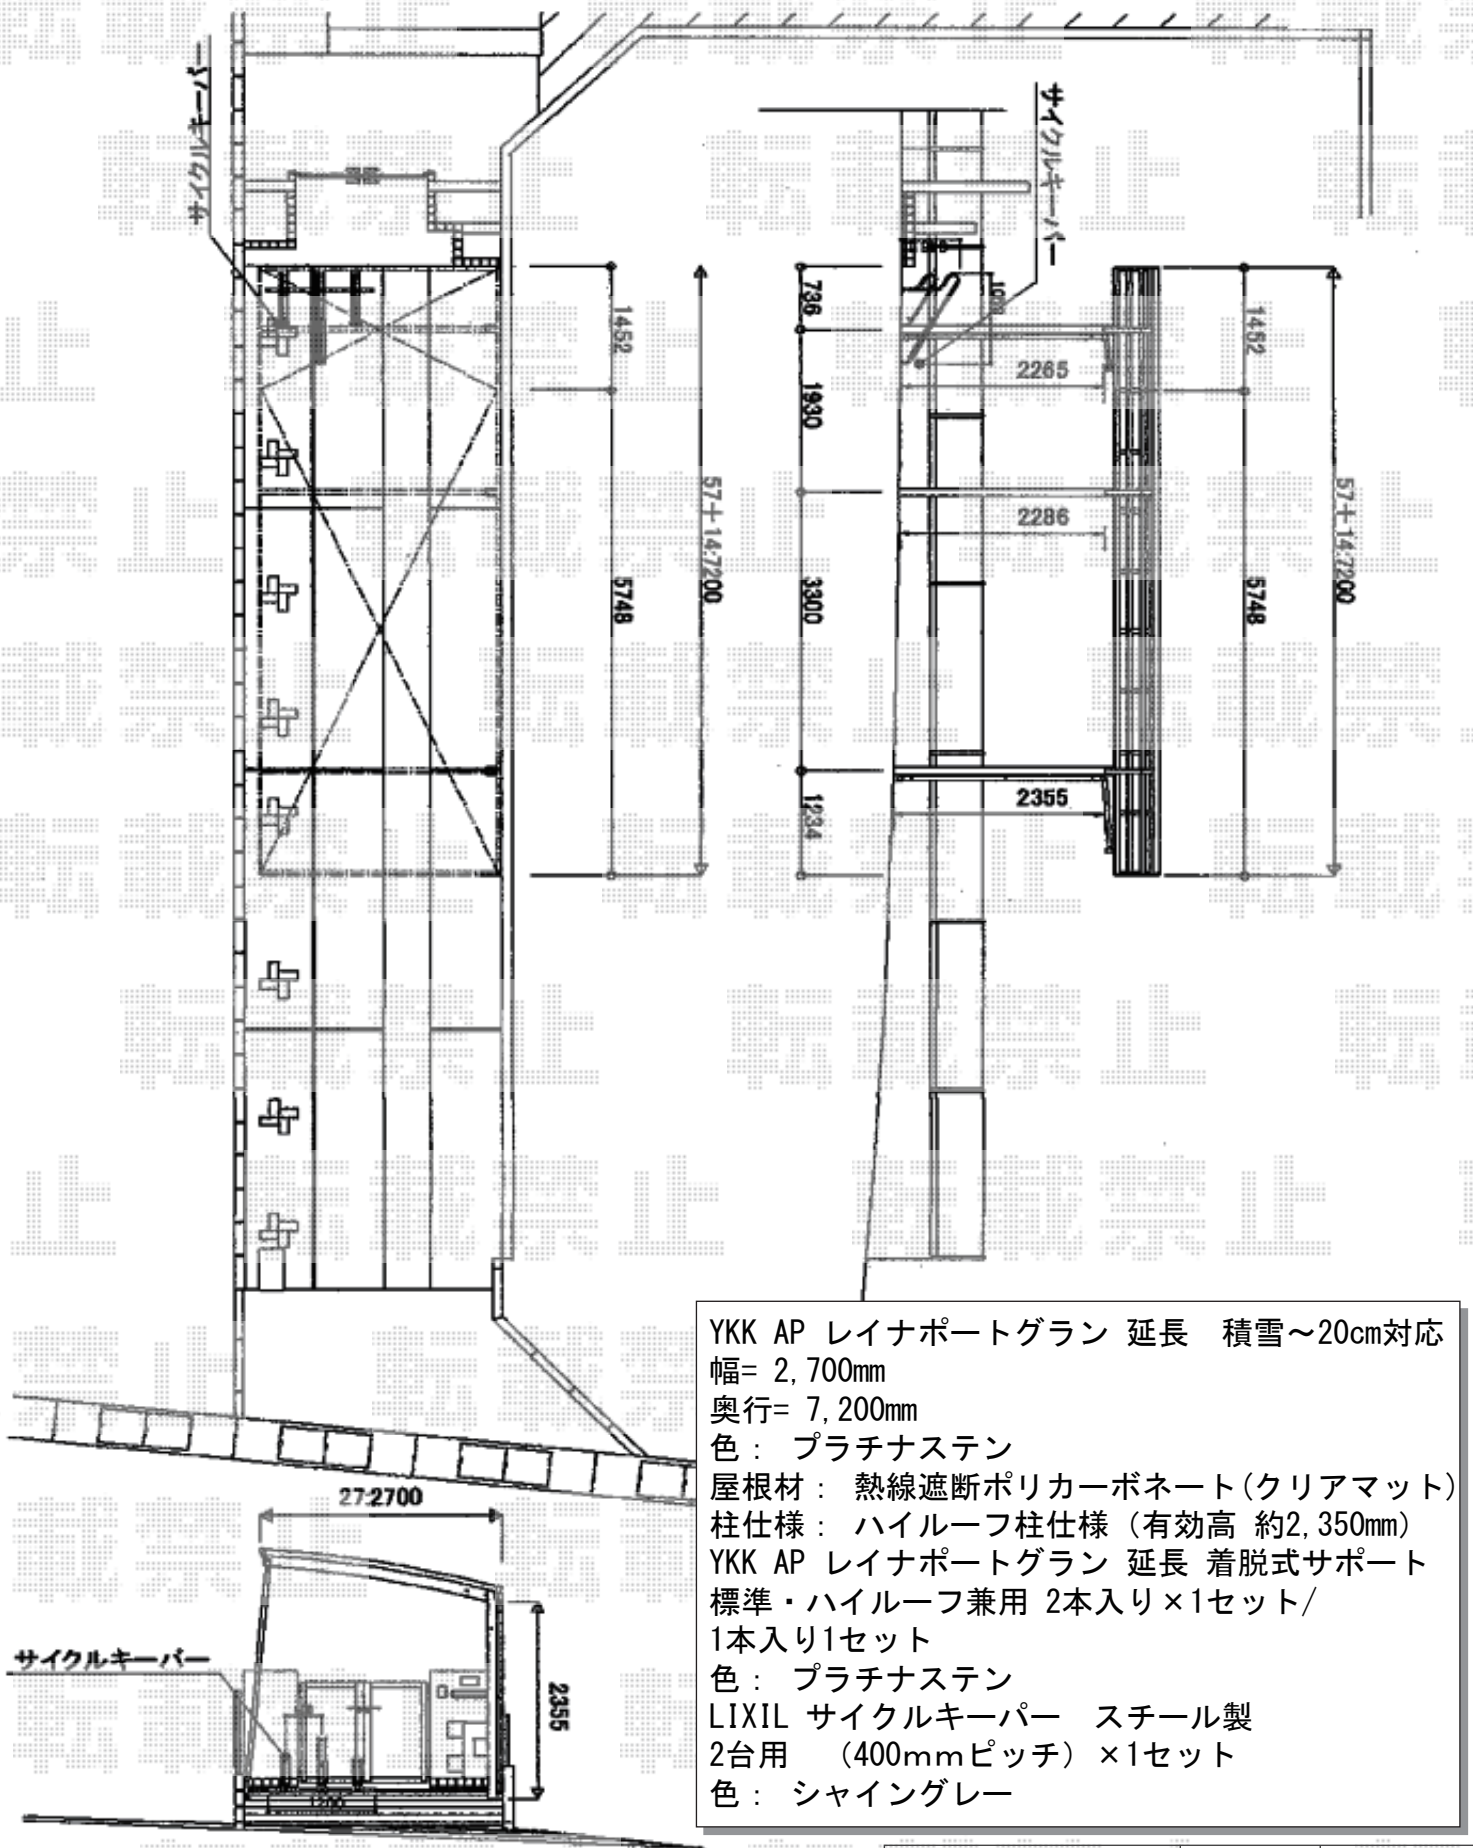 サイクルキーパー
サイクルキーパー
1452
5748
57+14:7200
736
1930
3300
1234
2265
2286
2355
1452
5748
57+14:7200
27:2700
サイクルキーパー
2355
1200
YKK AP レイナポートグラン 延長 積雪～20cm対応
幅= 2,700mm
奥行= 7,200mm
色： プラチナステン
屋根材： 熱線遮断ポリカーボネート(クリアマット)
柱仕様： ハイルーフ柱仕様（有効高 約2,350mm）
YKK AP レイナポートグラン 延長 着脱式サポート
標準・ハイルーフ兼用 2本入り×1セット/
1本入り1セット
色： プラチナステン
LIXIL サイクルキーパー スチール製
2台用 （400mmピッチ）×1セット
色： シャイングレー
転載禁止